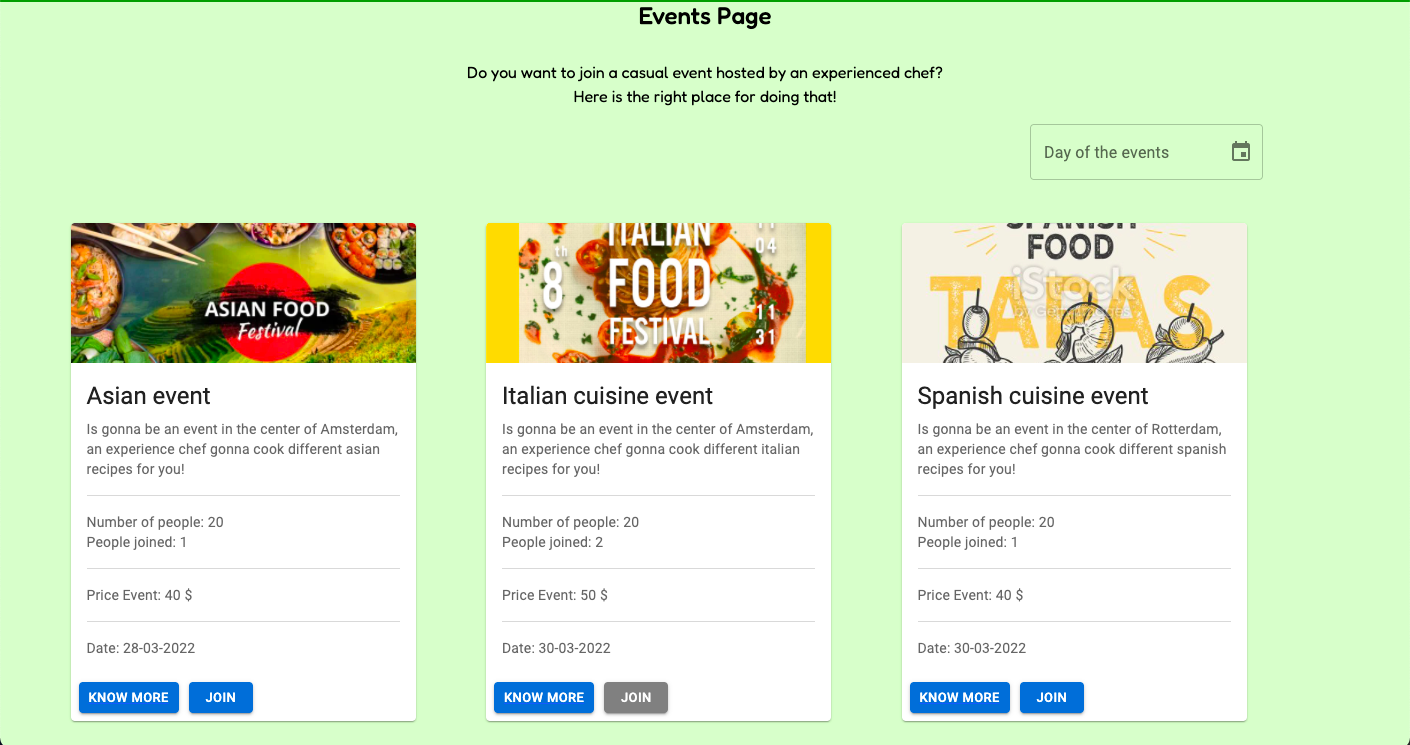 Events Page
Do you want to join a casual event hosted by an experienced chef?
Here is the right place for doing that!
Day of the events
ASIAN FOOD
Festival
Asian event
Is gonna be an event in the center of Amsterdam,
an experience chef gonna cook different asian
recipes for you!
Number of people: 20
People joined: 1
Price Event: 40 $
Date: 28-03-2022
KNOW MORE
JOIN
8th
ITALIAN
FOOD
FESTIVAL
11
04
11
31
Italian cuisine event
Is gonna be an event in the center of Amsterdam,
an experience chef gonna cook different italian
recipes for you!
Number of people: 20
People joined: 2
Price Event: 50 $
Date: 30-03-2022
KNOW MORE
JOIN
SPANISH
FOOD
TAPAS
iStock
by Getty Images
Spanish cuisine event
Is gonna be an event in the center of Rotterdam,
an experience chef gonna cook different spanish
recipes for you!
Number of people: 20
People joined: 1
Price Event: 40 $
Date: 30-03-2022
KNOW MORE
JOIN